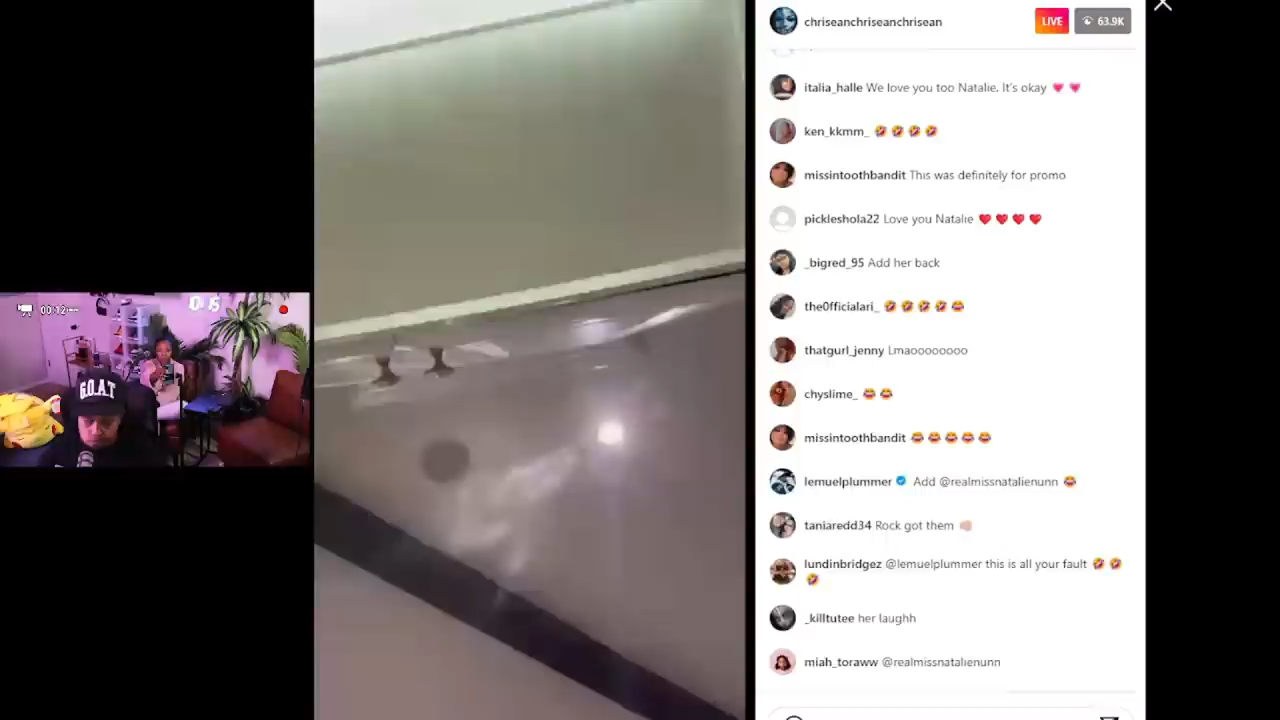 chriseanchriseanchrisean
LIVE
63.9K
italia_halle We love you too Natalie. It's okay 💗 💗
ken_kkmm_ 🤣 🤣 🤣 🤣
missintoothbandit This was definitely for promo
pickleshola22 Love you Natalie ❤️ ❤️ ❤️ ❤️
_bigred_95 Add her back
the0fficialari_ 🤣 🤣 🤣 🤣 😂
thatgurl_jenny Lmaoooooooo
chyslime_ 😂 😂
missintoothbandit 😂 😂 😂 😂 😂
lemuelplummer Add @realmissnatalienunn 😂
taniaredd34 Rock got them 👊🏼
lundinbridgez @lemuelplummer this is all your fault 🤣 🤣
🤣
_killtutee her laughh
miah_toraww @realmissnatalienunn
G.O.A.T